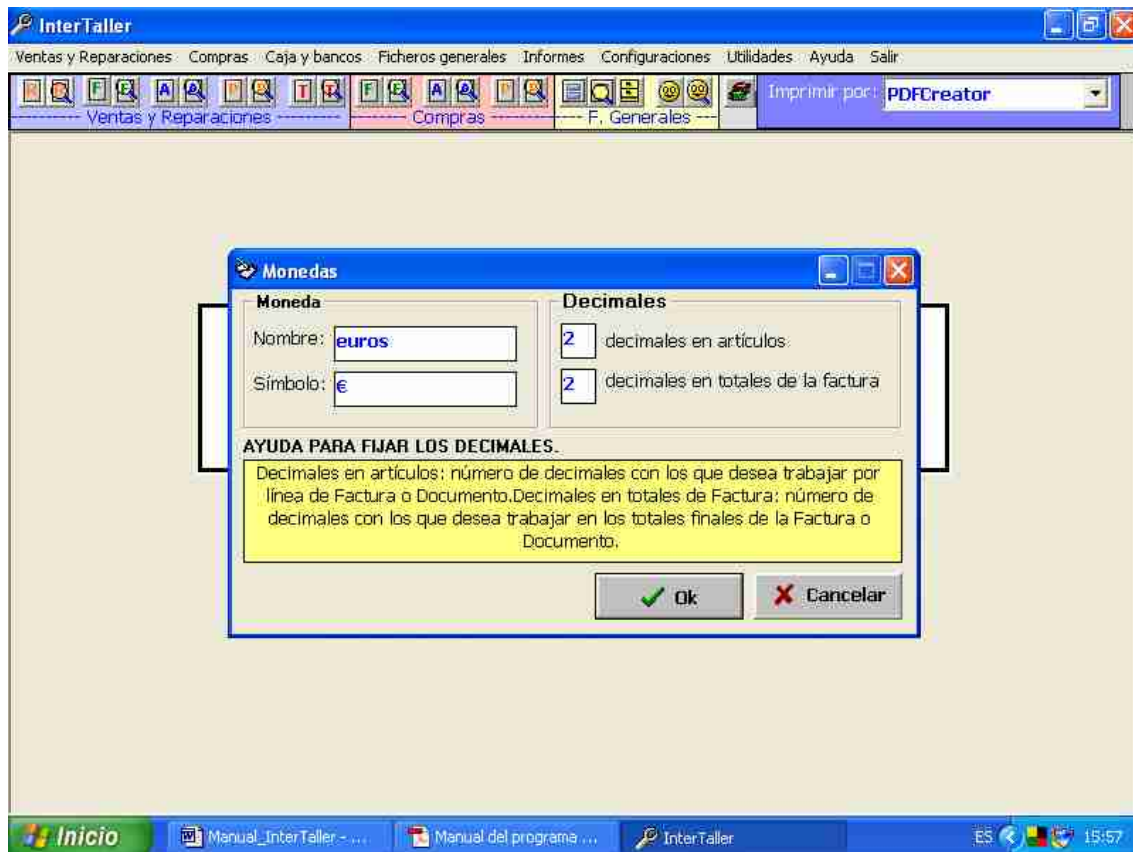 InterTaller
Ventas y Reparaciones Compras Caja y bancos Ficheros generales Informes Configuraciones Utilidades Ayuda Salir
R F F A A T T F F A A
Imprimir por: PDFCreator
---------- Ventas y Reparaciones ---------- -------- Compras -------- ---- F. Generales ---
Monedas
Moneda
Decimales
Nombre: euros
2 decimales en artículos
Símbolo: €
2 decimales en totales de la factura
AYUDA PARA FIJAR LOS DECIMALES.
Decimales en artículos: número de decimales con los que desea trabajar por
línea de Factura o Documento.Decimales en totales de Factura: número de
decimales con los que desea trabajar en los totales finales de la Factura o
Documento.
Ok Cancelar
Inicio Manual_InterTaller - ... Manual del programa ... InterTaller ES 15:57